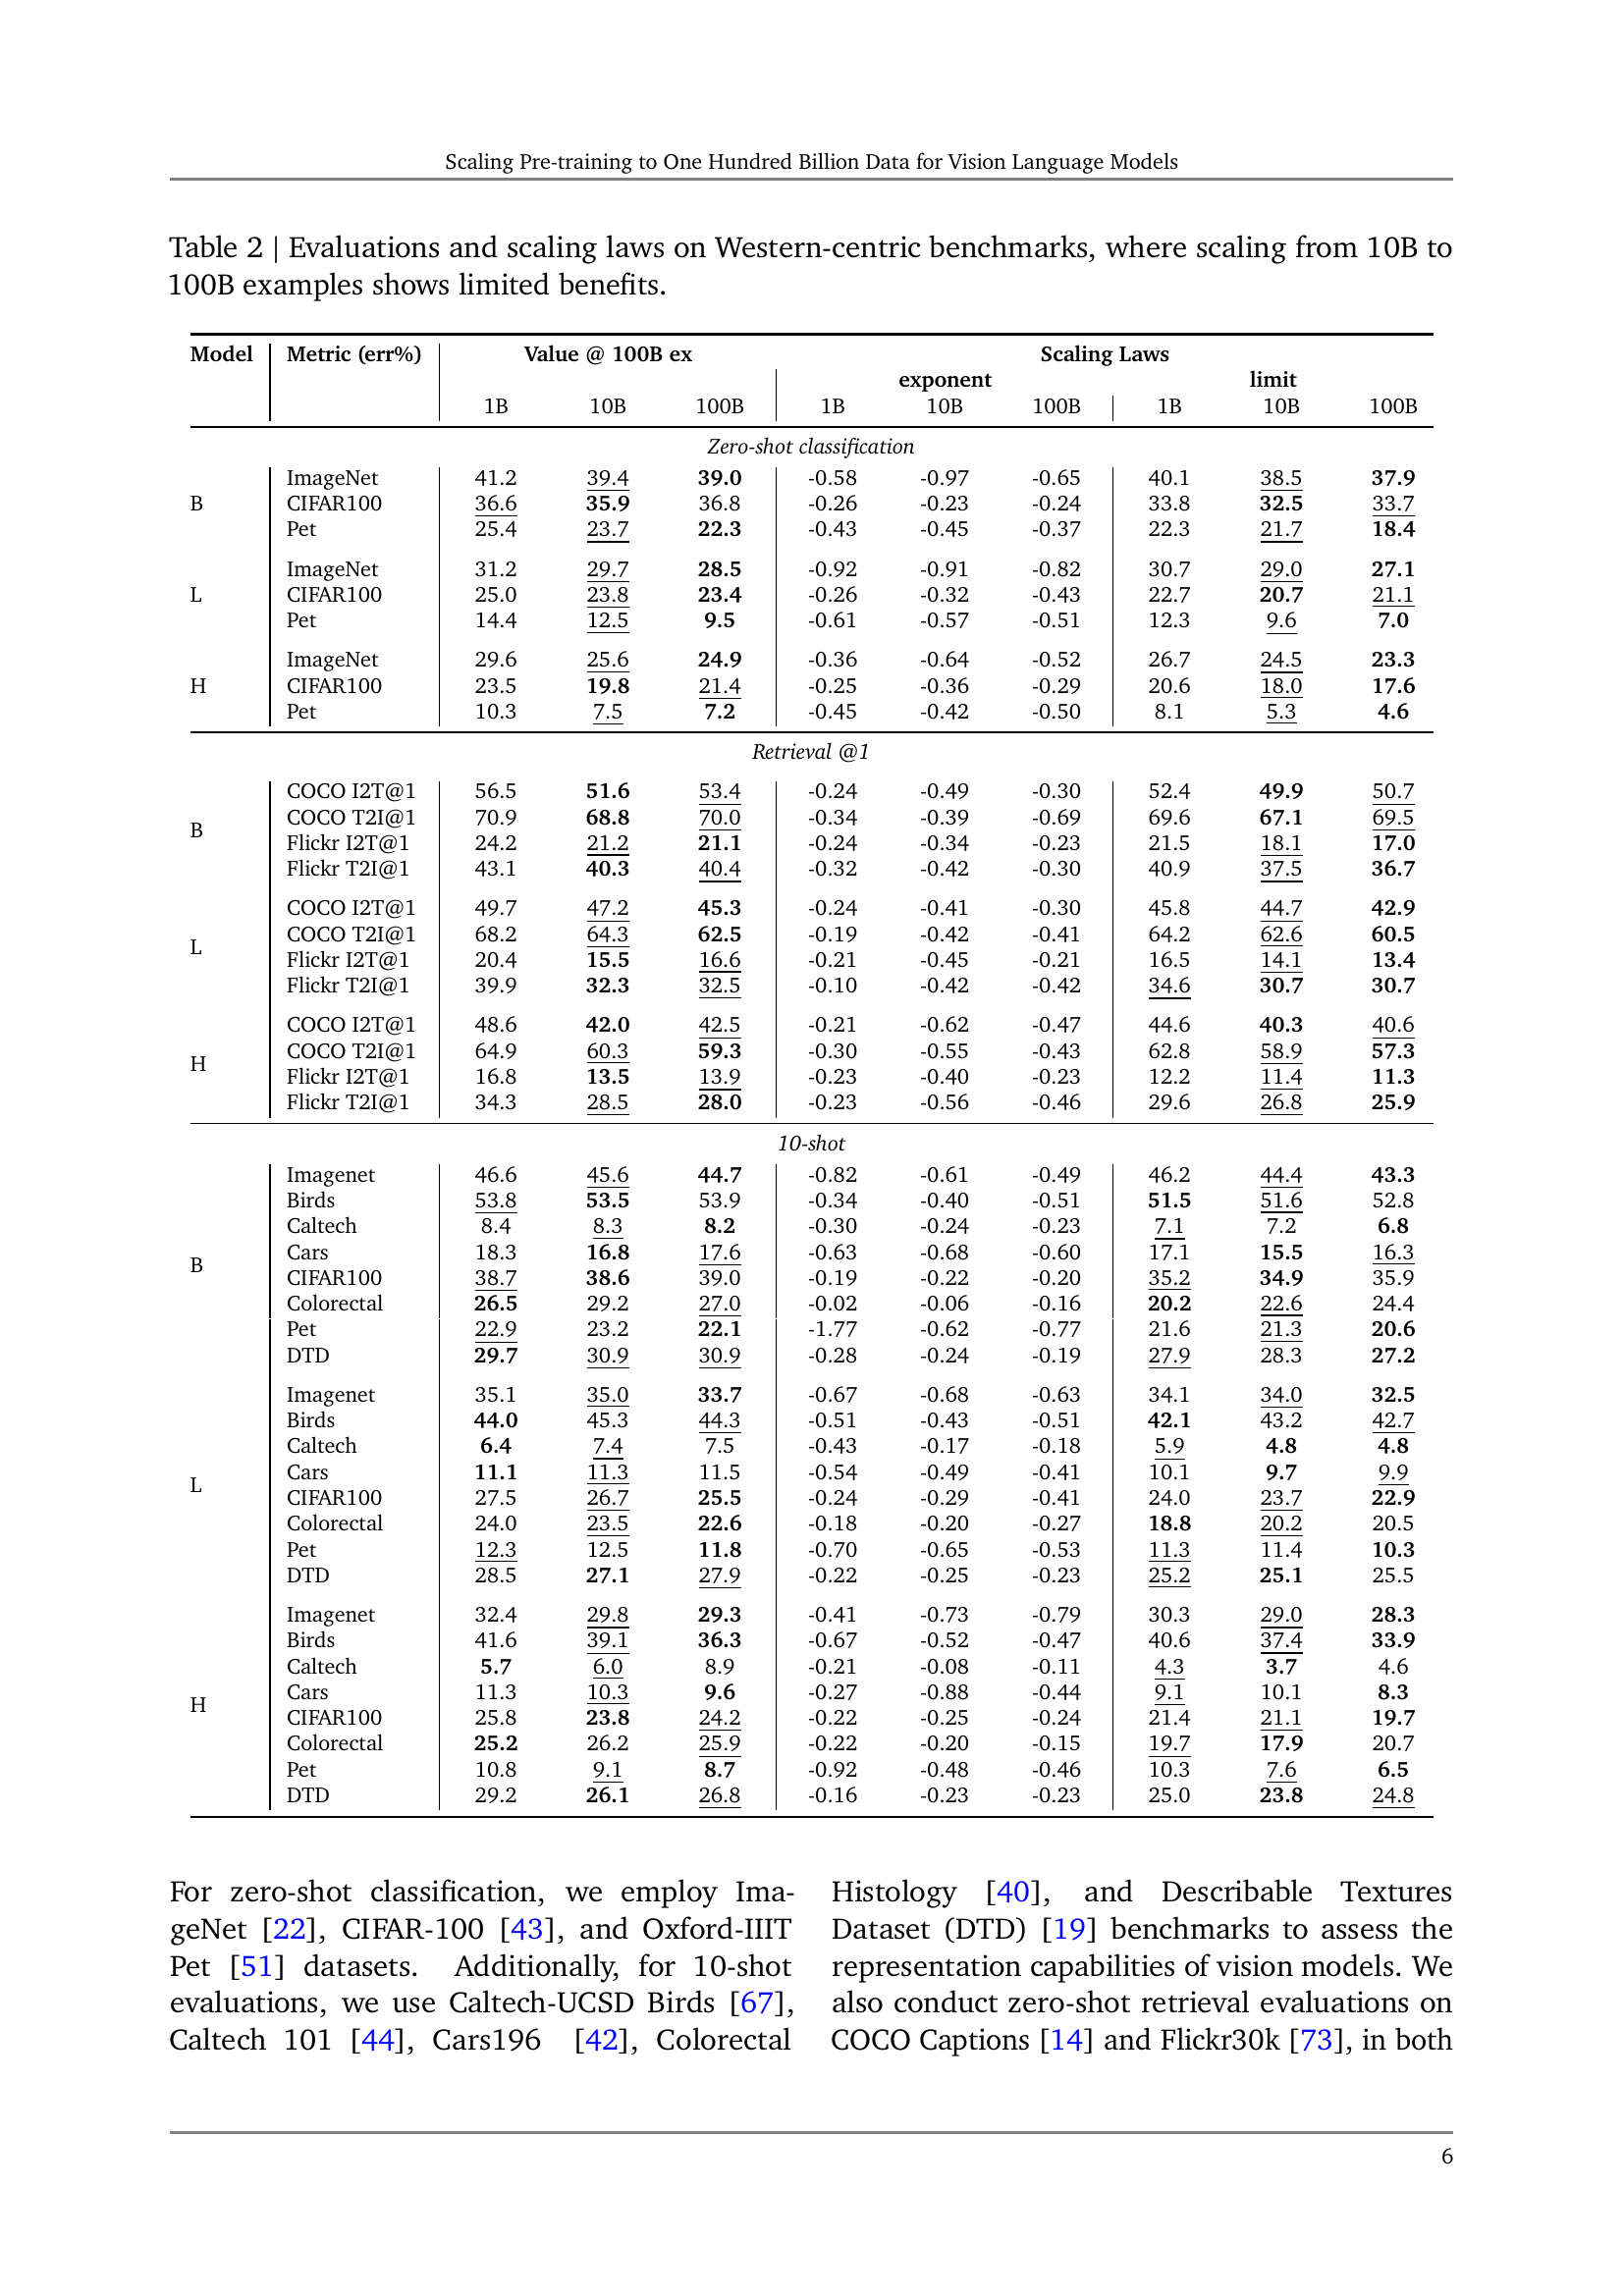 Scaling Pre-training to One Hundred Billion Data for Vision Language Models
Table 2 | Evaluations and scaling laws on Western-centric benchmarks, where scaling from 10B to
100B examples shows limited benefits.
Model Metric (err%) Value @ 100B ex Scaling Laws
exponent limit
1B 10B 100B 1B 10B 100B 1B 10B 100B
Zero-shot classification
ImageNet 41.2 39.4 39.0 -0.58 -0.97 -0.65 40.1 38.5 37.9
B CIFAR100 36.6 35.9 36.8 -0.26 -0.23 -0.24 33.8 32.5 33.7
Pet 25.4 23.7 22.3 -0.43 -0.45 -0.37 22.3 21.7 18.4
ImageNet 31.2 29.7 28.5 -0.92 -0.91 -0.82 30.7 29.0 27.1
L CIFAR100 25.0 23.8 23.4 -0.26 -0.32 -0.43 22.7 20.7 21.1
Pet 14.4 12.5 9.5 -0.61 -0.57 -0.51 12.3 9.6 7.0
ImageNet 29.6 25.6 24.9 -0.36 -0.64 -0.52 26.7 24.5 23.3
H CIFAR100 23.5 19.8 21.4 -0.25 -0.36 -0.29 20.6 18.0 17.6
Pet 10.3 7.5 7.2 -0.45 -0.42 -0.50 8.1 5.3 4.6
Retrieval @1
COCO I2T@1 56.5 51.6 53.4 -0.24 -0.49 -0.30 52.4 49.9 50.7
COCO T2I@1 70.9 68.8 70.0 -0.34 -0.39 -0.69 69.6 67.1 69.5
B
Flickr I2T@1 24.2 21.2 21.1 -0.24 -0.34 -0.23 21.5 18.1 17.0
Flickr T2I@1 43.1 40.3 40.4 -0.32 -0.42 -0.30 40.9 37.5 36.7
COCO I2T@1 49.7 47.2 45.3 -0.24 -0.41 -0.30 45.8 44.7 42.9
COCO T2I@1 68.2 64.3 62.5 -0.19 -0.42 -0.41 64.2 62.6 60.5
L
Flickr I2T@1 20.4 15.5 16.6 -0.21 -0.45 -0.21 16.5 14.1 13.4
Flickr T2I@1 39.9 32.3 32.5 -0.10 -0.42 -0.42 34.6 30.7 30.7
COCO I2T@1 48.6 42.0 42.5 -0.21 -0.62 -0.47 44.6 40.3 40.6
COCO T2I@1 64.9 60.3 59.3 -0.30 -0.55 -0.43 62.8 58.9 57.3
H
Flickr I2T@1 16.8 13.5 13.9 -0.23 -0.40 -0.23 12.2 11.4 11.3
Flickr T2I@1 34.3 28.5 28.0 -0.23 -0.56 -0.46 29.6 26.8 25.9
10-shot
Imagenet 46.6 45.6 44.7 -0.82 -0.61 -0.49 46.2 44.4 43.3
Birds 53.8 53.5 53.9 -0.34 -0.40 -0.51 51.5 51.6 52.8
Caltech 8.4 8.3 8.2 -0.30 -0.24 -0.23 7.1 7.2 6.8
Cars 18.3 16.8 17.6 -0.63 -0.68 -0.60 17.1 15.5 16.3
B
CIFAR100 38.7 38.6 39.0 -0.19 -0.22 -0.20 35.2 34.9 35.9
Colorectal 26.5 29.2 27.0 -0.02 -0.06 -0.16 20.2 22.6 24.4
Pet 22.9 23.2 22.1 -1.77 -0.62 -0.77 21.6 21.3 20.6
DTD 29.7 30.9 30.9 -0.28 -0.24 -0.19 27.9 28.3 27.2
Imagenet 35.1 35.0 33.7 -0.67 -0.68 -0.63 34.1 34.0 32.5
Birds 44.0 45.3 44.3 -0.51 -0.43 -0.51 42.1 43.2 42.7
Caltech 6.4 7.4 7.5 -0.43 -0.17 -0.18 5.9 4.8 4.8
Cars 11.1 11.3 11.5 -0.54 -0.49 -0.41 10.1 9.7 9.9
L
CIFAR100 27.5 26.7 25.5 -0.24 -0.29 -0.41 24.0 23.7 22.9
Colorectal 24.0 23.5 22.6 -0.18 -0.20 -0.27 18.8 20.2 20.5
Pet 12.3 12.5 11.8 -0.70 -0.65 -0.53 11.3 11.4 10.3
DTD 28.5 27.1 27.9 -0.22 -0.25 -0.23 25.2 25.1 25.5
Imagenet 32.4 29.8 29.3 -0.41 -0.73 -0.79 30.3 29.0 28.3
Birds 41.6 39.1 36.3 -0.67 -0.52 -0.47 40.6 37.4 33.9
Caltech 5.7 6.0 8.9 -0.21 -0.08 -0.11 4.3 3.7 4.6
Cars 11.3 10.3 9.6 -0.27 -0.88 -0.44 9.1 10.1 8.3
H
CIFAR100 25.8 23.8 24.2 -0.22 -0.25 -0.24 21.4 21.1 19.7
Colorectal 25.2 26.2 25.9 -0.22 -0.20 -0.15 19.7 17.9 20.7
Pet 10.8 9.1 8.7 -0.92 -0.48 -0.46 10.3 7.6 6.5
DTD 29.2 26.1 26.8 -0.16 -0.23 -0.23 25.0 23.8 24.8
For zero-shot classification, we employ Ima-
geNet [22], CIFAR-100 [43], and Oxford-IIIT
Pet [51] datasets. Additionally, for 10-shot
evaluations, we use Caltech-UCSD Birds [67],
Caltech 101 [44], Cars196 [42], Colorectal
Histology [40], and Describable Textures
Dataset (DTD) [19] benchmarks to assess the
representation capabilities of vision models. We
also conduct zero-shot retrieval evaluations on
COCO Captions [14] and Flickr30k [73], in both
6